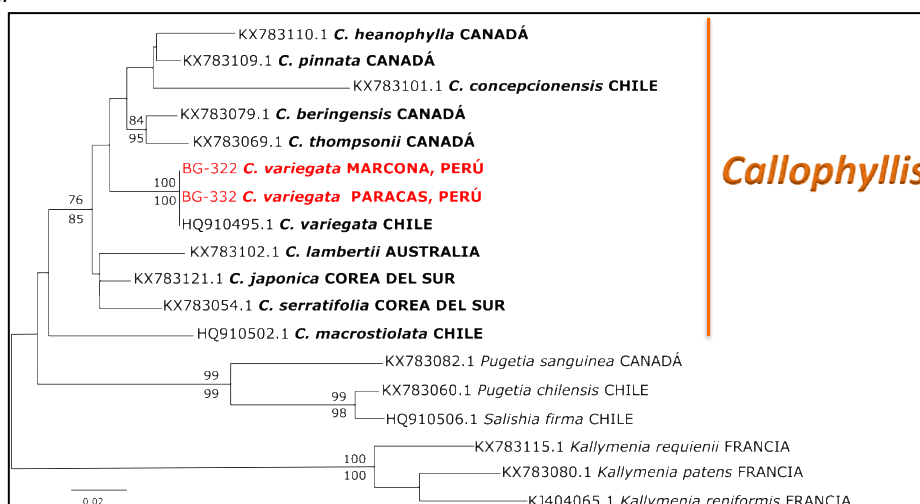 KX783110.1 C. heanophylla CANADÁ
KX783109.1 C. pinnata CANADÁ
KX783101.1 C. concepcionensis CHILE
84
95
KX783079.1 C. beringensis CANADÁ
KX783069.1 C. thompsonii CANADÁ
BG-322 C. variegata MARCONA, PERÚ
100
100
BG-332 C. variegata PARACAS, PERÚ
Callophyllis
76
85
HQ910495.1 C. variegata CHILE
KX783102.1 C. lambertii AUSTRALIA
KX783121.1 C. japonica COREA DEL SUR
KX783054.1 C. serratifolia COREA DEL SUR
HQ910502.1 C. macrostiolata CHILE
KX783082.1 Pugetia sanguinea CANADÁ
99
99
99
98
KX783060.1 Pugetia chilensis CHILE
HQ910506.1 Salishia firma CHILE
KX783115.1 Kallymenia requienii FRANCIA
100
100
KX783080.1 Kallymenia patens FRANCIA
KJ404065.1 Kallymenia reniformis FRANCIA
0.02